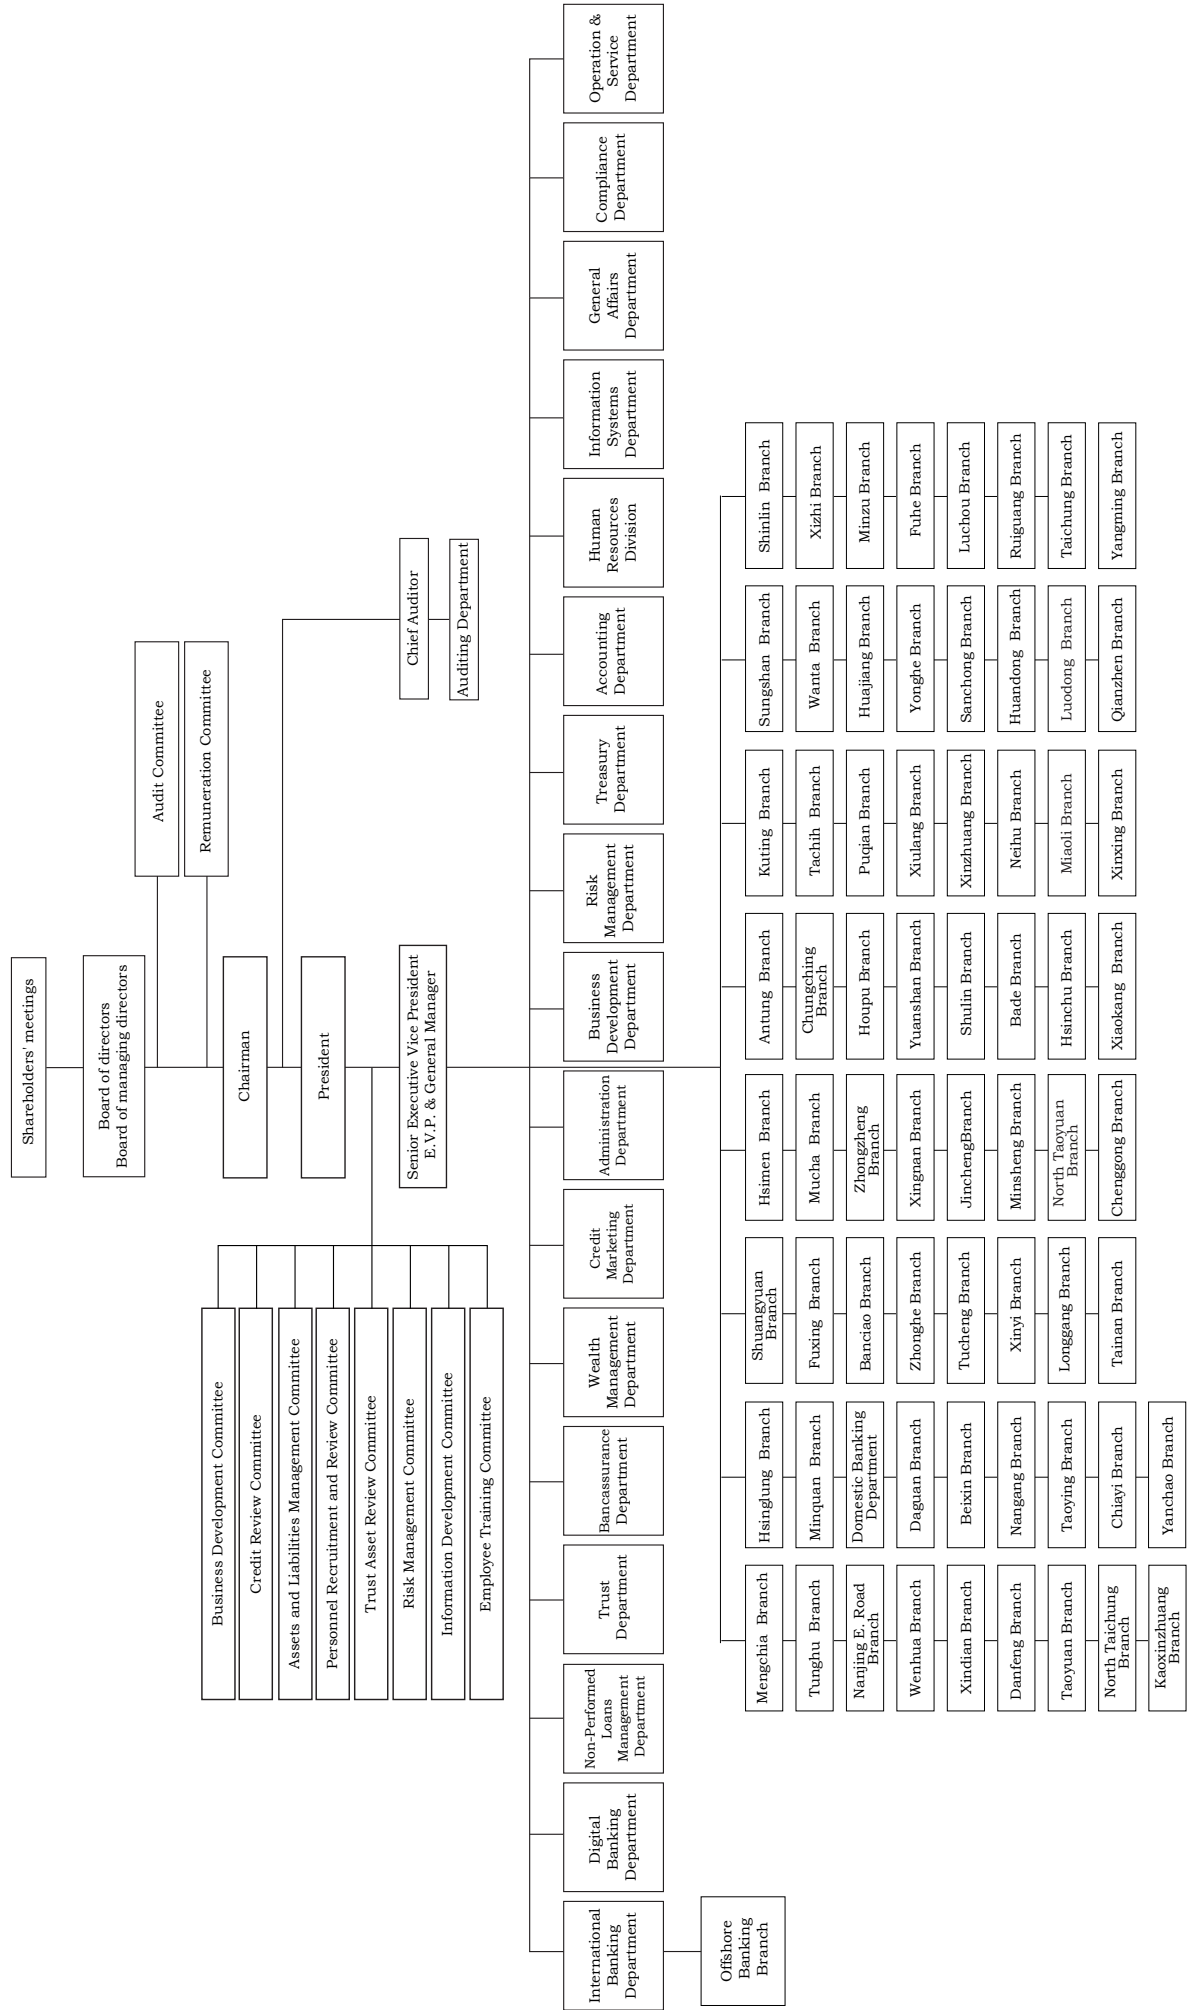 Shareholders' meetings
Board of directors
Board of managing directors
Audit Committee
Remuneration Committee
Chairman
President
Chief Auditor
Auditing Department
Senior Executive Vice President
E.V.P. & General Manager
Business Development Committee
Credit Review Committee
Assets and Liabilities Management Committee
Personnel Recruitment and Review Committee
Trust Asset Review Committee
Risk Management Committee
Information Development Committee
Employee Training Committee
International
Banking
Department
Digital
Banking
Department
Non-Performed
Loans
Management
Department
Trust
Department
Bancassurance
Department
Wealth
Management
Department
Credit
Marketing
Department
Administration
Department
Business
Development
Department
Risk
Management
Department
Treasury
Department
Accounting
Department
Human
Resources
Division
Information
Systems
Department
General
Affairs
Department
Compliance
Department
Operation &
Service
Department
Offshore
Banking
Branch
Mengchia Branch
Hsinglung Branch
Shuangyuan
Branch
Hsimen Branch
Antung Branch
Kuting Branch
Sungshan Branch
Shinlin Branch
Tunghu Branch
Minquan Branch
Fuxing Branch
Mucha Branch
Chungching
Branch
Tachih Branch
Wanta Branch
Xizhi Branch
Nanjing E. Road
Branch
Domestic Banking
Department
Banciao Branch
Zhongzheng
Branch
Houpu Branch
Puqian Branch
Huajiang Branch
Minzu Branch
Wenhua Branch
Daguan Branch
Zhonghe Branch
Xingnan Branch
Yuanshan Branch
Xiulang Branch
Yonghe Branch
Fuhe Branch
Xindian Branch
Beixin Branch
Tucheng Branch
JinchengBranch
Shulin Branch
Xinzhuang Branch
Sanchong Branch
Luchou Branch
Danfeng Branch
Nangang Branch
Xinyi Branch
Minsheng Branch
Bade Branch
Neihu Branch
Huandong Branch
Ruiguang Branch
Taoyuan Branch
Taoying Branch
Longgang Branch
North Taoyuan
Branch
Hsinchu Branch
Miaoli Branch
Luodong Branch
Taichung Branch
North Taichung
Branch
Chiayi Branch
Tainan Branch
Chenggong Branch
Xiaokang Branch
Xinxing Branch
Qianzhen Branch
Yangming Branch
Kaoxinzhuang
Branch
Yanchao Branch